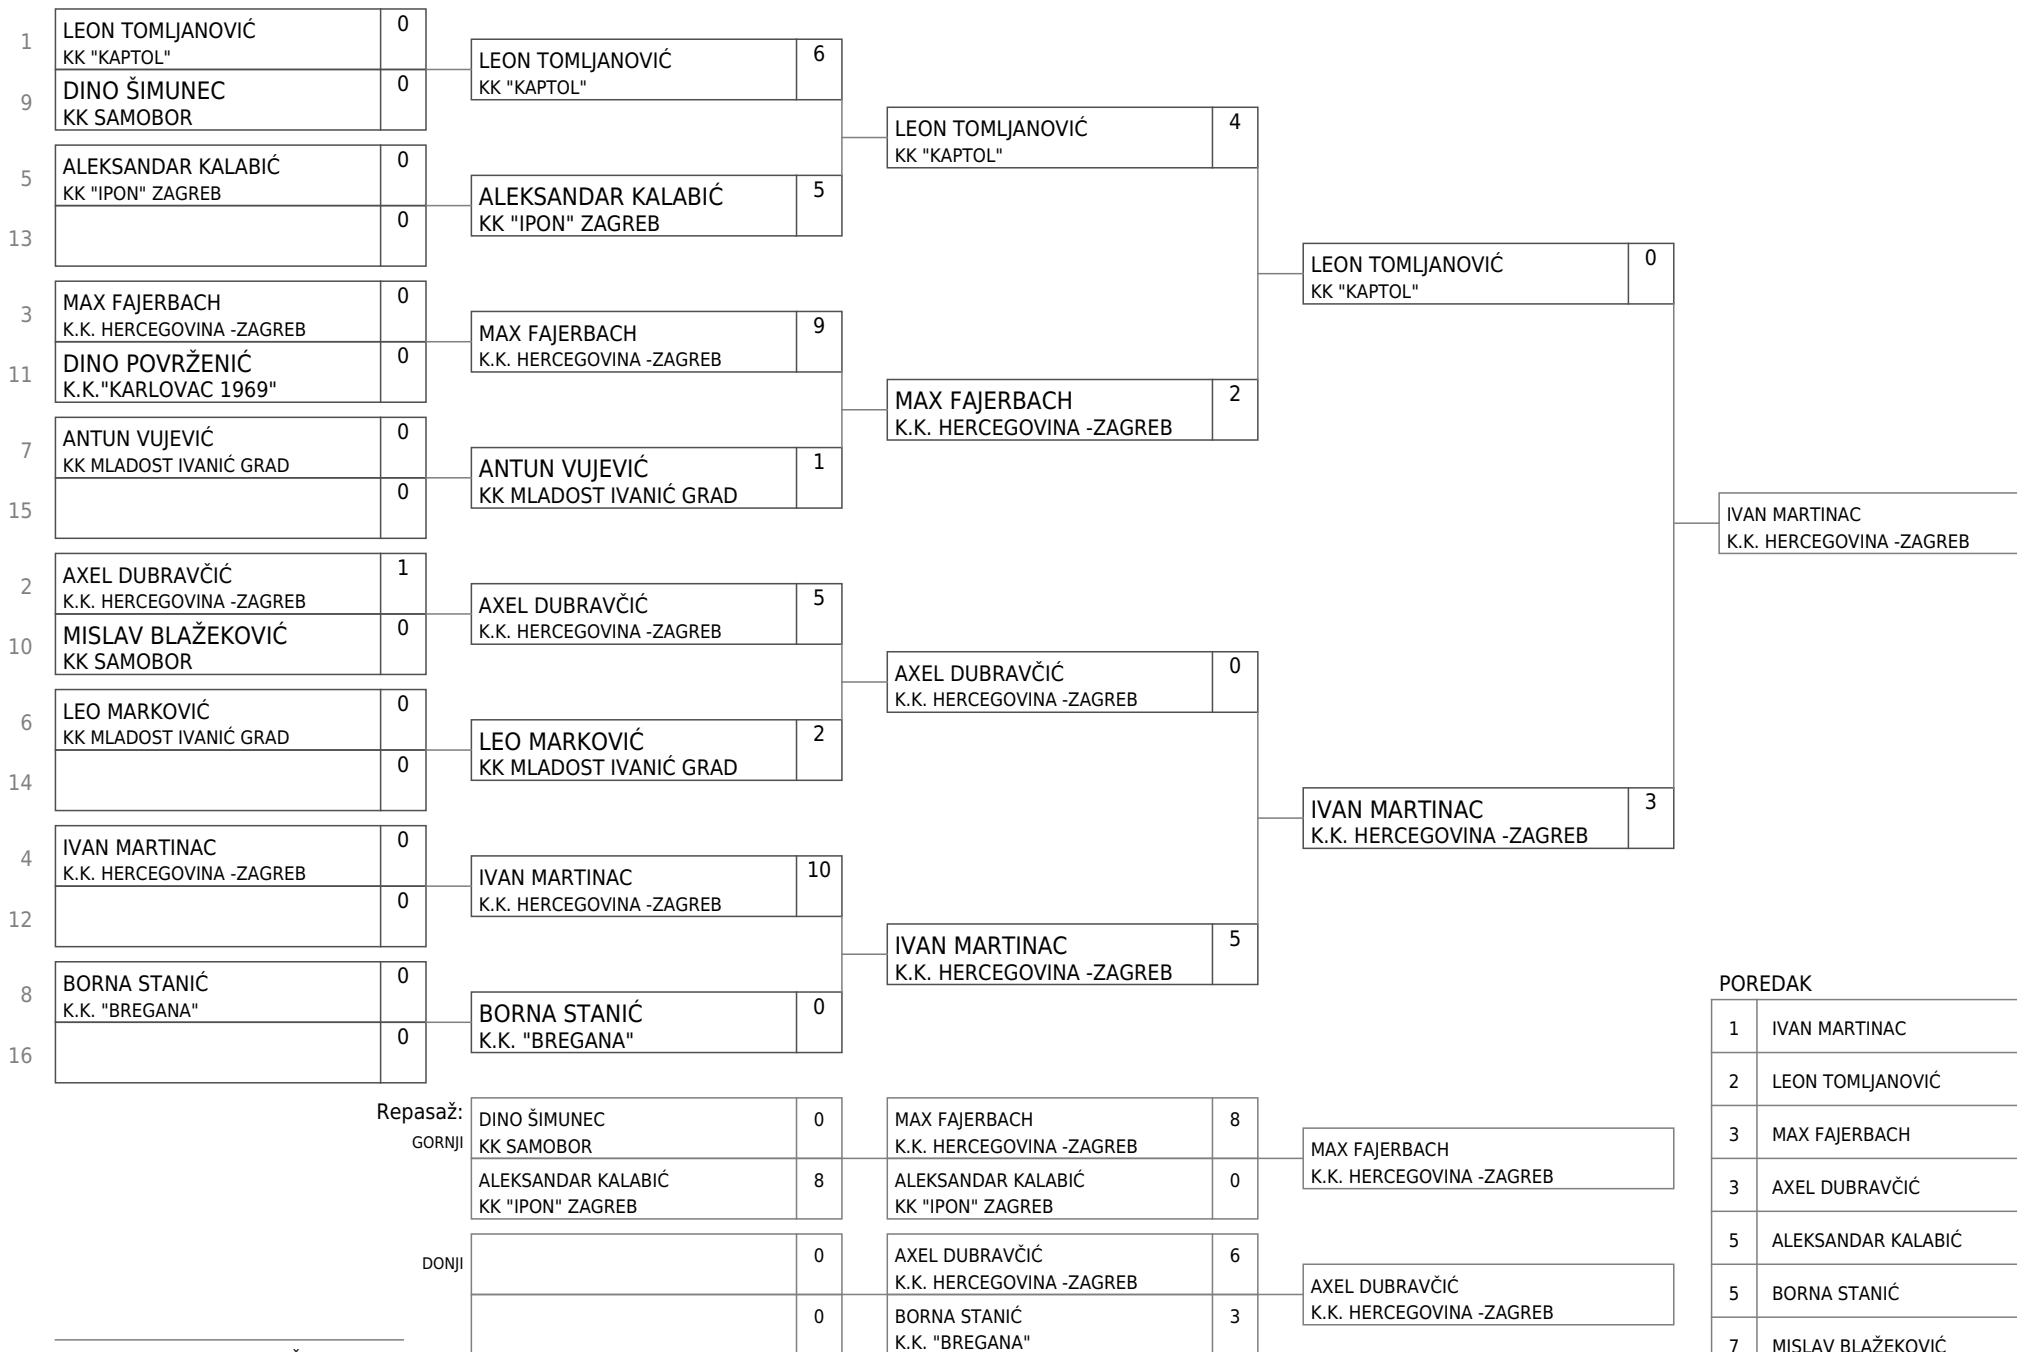 1
LEON TOMLJANOVIĆ
KK "KAPTOL"
0
9
DINO ŠIMUNEC
KK SAMOBOR
0
5
ALEKSANDAR KALABIĆ
KK "IPON" ZAGREB
0
13
0
3
MAX FAJERBACH
K.K. HERCEGOVINA -ZAGREB
0
11
DINO POVRŽENIĆ
K.K."KARLOVAC 1969"
0
7
ANTUN VUJEVIĆ
KK MLADOST IVANIĆ GRAD
0
15
0
2
AXEL DUBRAVČIĆ
K.K. HERCEGOVINA -ZAGREB
1
10
MISLAV BLAŽEKOVIĆ
KK SAMOBOR
0
6
LEO MARKOVIĆ
KK MLADOST IVANIĆ GRAD
0
14
0
4
IVAN MARTINAC
K.K. HERCEGOVINA -ZAGREB
0
12
0
8
BORNA STANIĆ
K.K. "BREGANA"
0
16
0
LEON TOMLJANOVIĆ
KK "KAPTOL"
6
ALEKSANDAR KALABIĆ
KK "IPON" ZAGREB
5
MAX FAJERBACH
K.K. HERCEGOVINA -ZAGREB
9
ANTUN VUJEVIĆ
KK MLADOST IVANIĆ GRAD
1
AXEL DUBRAVČIĆ
K.K. HERCEGOVINA -ZAGREB
5
LEO MARKOVIĆ
KK MLADOST IVANIĆ GRAD
2
IVAN MARTINAC
K.K. HERCEGOVINA -ZAGREB
10
BORNA STANIĆ
K.K. "BREGANA"
0
LEON TOMLJANOVIĆ
KK "KAPTOL"
4
MAX FAJERBACH
K.K. HERCEGOVINA -ZAGREB
2
AXEL DUBRAVČIĆ
K.K. HERCEGOVINA -ZAGREB
0
IVAN MARTINAC
K.K. HERCEGOVINA -ZAGREB
5
LEON TOMLJANOVIĆ
KK "KAPTOL"
0
IVAN MARTINAC
K.K. HERCEGOVINA -ZAGREB
3
IVAN MARTINAC
K.K. HERCEGOVINA -ZAGREB
Repasaž:
GORNJI
DINO ŠIMUNEC
KK SAMOBOR
0
ALEKSANDAR KALABIĆ
KK "IPON" ZAGREB
8
MAX FAJERBACH
K.K. HERCEGOVINA -ZAGREB
8
ALEKSANDAR KALABIĆ
KK "IPON" ZAGREB
0
MAX FAJERBACH
K.K. HERCEGOVINA -ZAGREB
DONJI
0
0
AXEL DUBRAVČIĆ
K.K. HERCEGOVINA -ZAGREB
6
BORNA STANIĆ
K.K. "BREGANA"
3
AXEL DUBRAVČIĆ
K.K. HERCEGOVINA -ZAGREB
POREDAK
1 IVAN MARTINAC
2 LEON TOMLJANOVIĆ
3 MAX FAJERBACH
3 AXEL DUBRAVČIĆ
5 ALEKSANDAR KALABIĆ
5 BORNA STANIĆ
7 MISLAV BLAŽEKOVIĆ